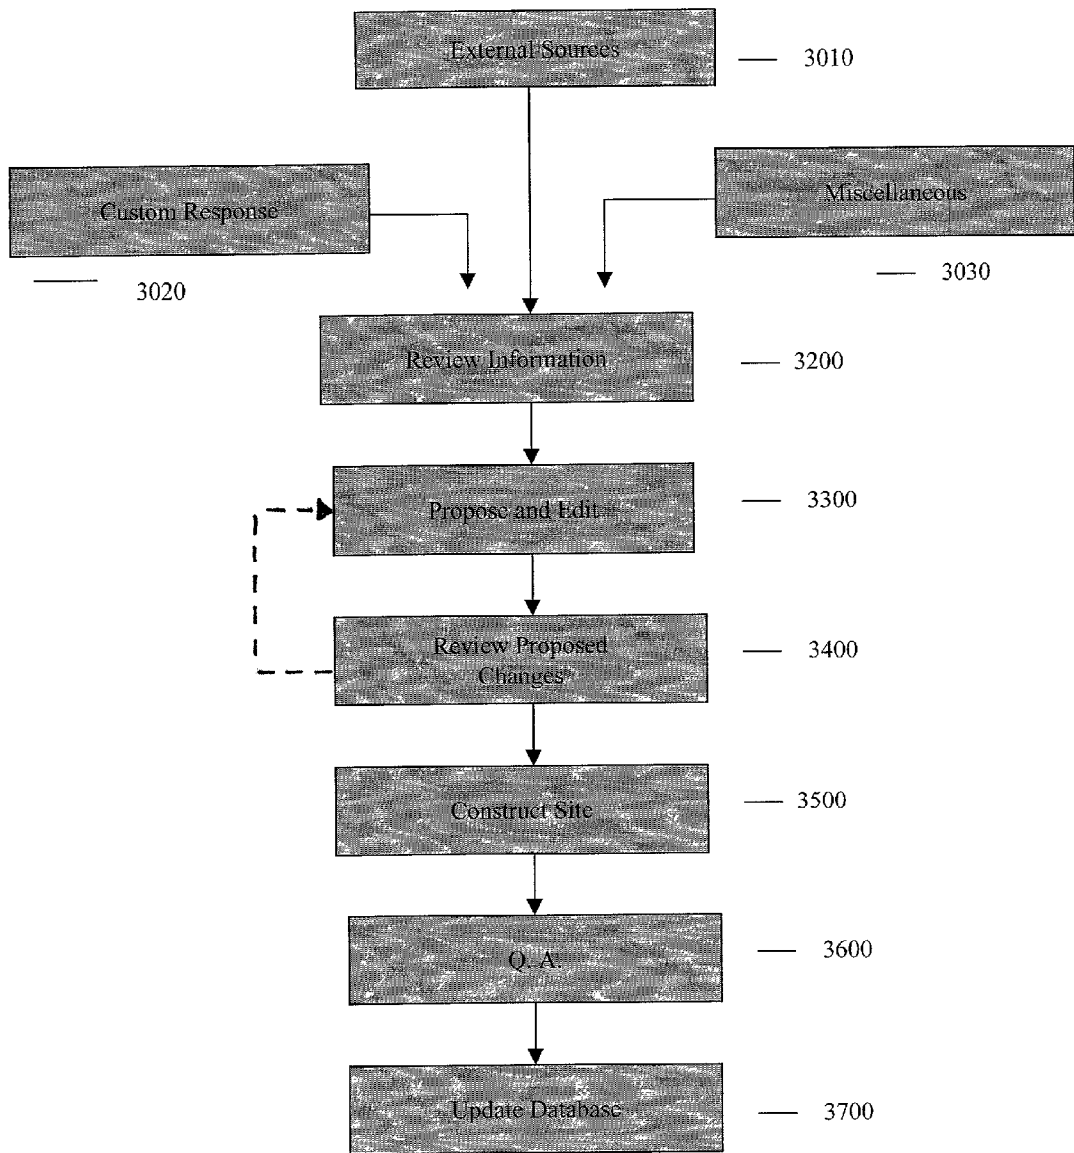 External Sources
3010
Custom Response
3020
Miscellaneous
3030
Review Information
3200
Propose and Edit
3300
Review Proposed
Changes
3400
Construct Site
3500
Q. A.
3600
Update Database
3700